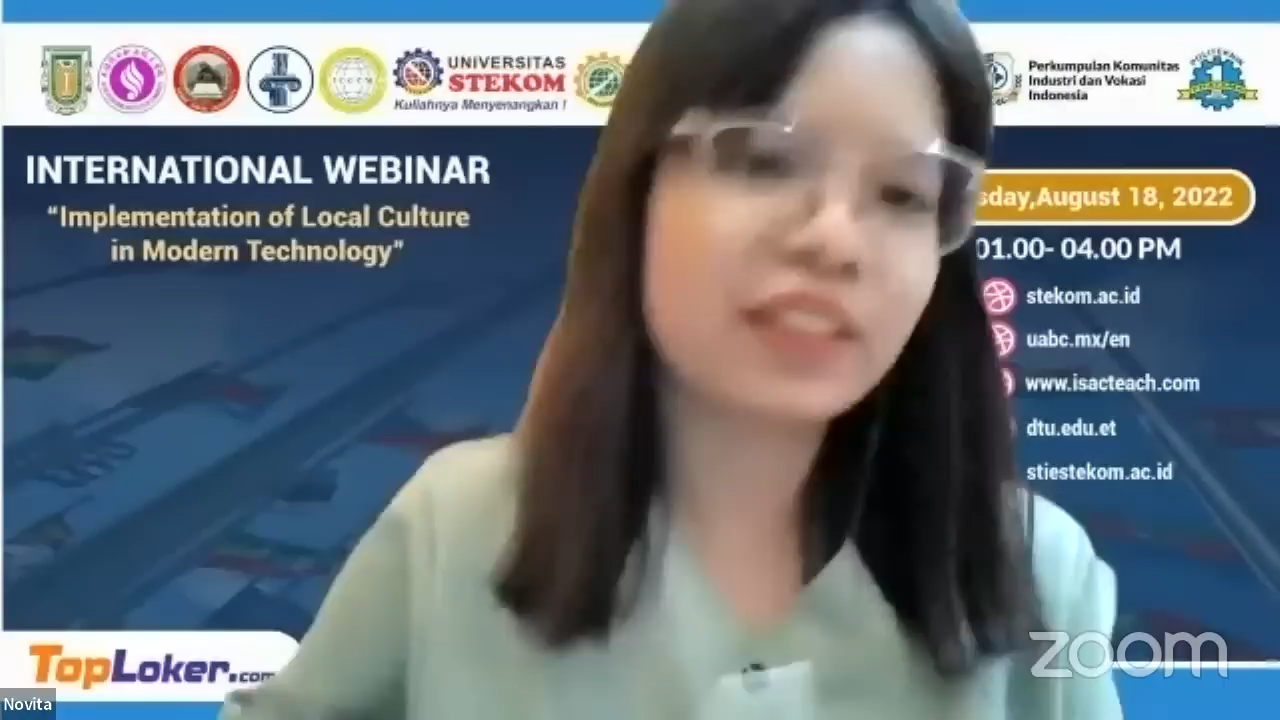 UNIVERSITAS
STEKOM
Kuliahnya Menyenangkan !
Perkumpulan Komunitas
Industri dan Vokasi
Indonesia
INTERNATIONAL WEBINAR
“Implementation of Local Culture
in Modern Technology”
sday,August 18, 2022
01.00- 04.00 PM
stekom.ac.id
uabc.mx/en
www.isacteach.com
dtu.edu.et
stiestekom.ac.id
TopLoker.com
Novita
zoom